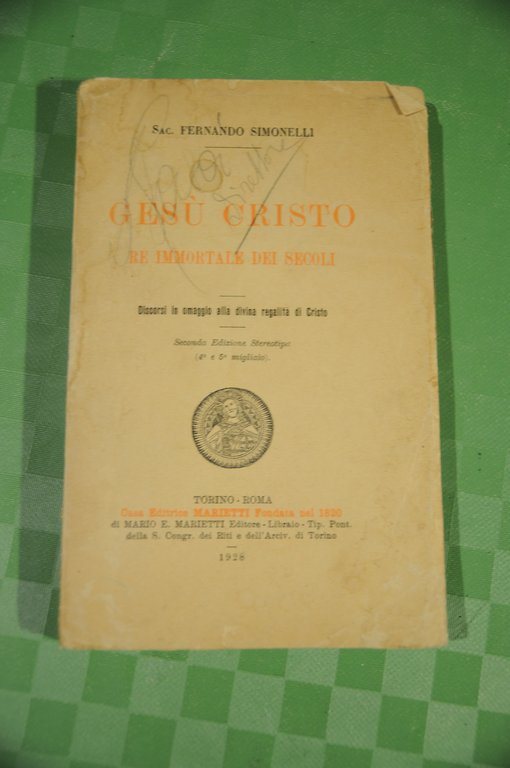 Sac. FERNANDO SIMONELLI
GESÙ CRISTO
RE IMMORTALE DEI SECOLI
Discorsi in omaggio alla divina regalità di Cristo
Seconda Edizione Stereotipa
(4º e 5º migliaio).
TORINO - ROMA
Casa Editrice MARIETTI Fondata nel 1820
di MARIO E. MARIETTI Editore - Libraio - Tip. Pont.
della S. Congr. dei Riti e dell'Arciv. di Torino
1928